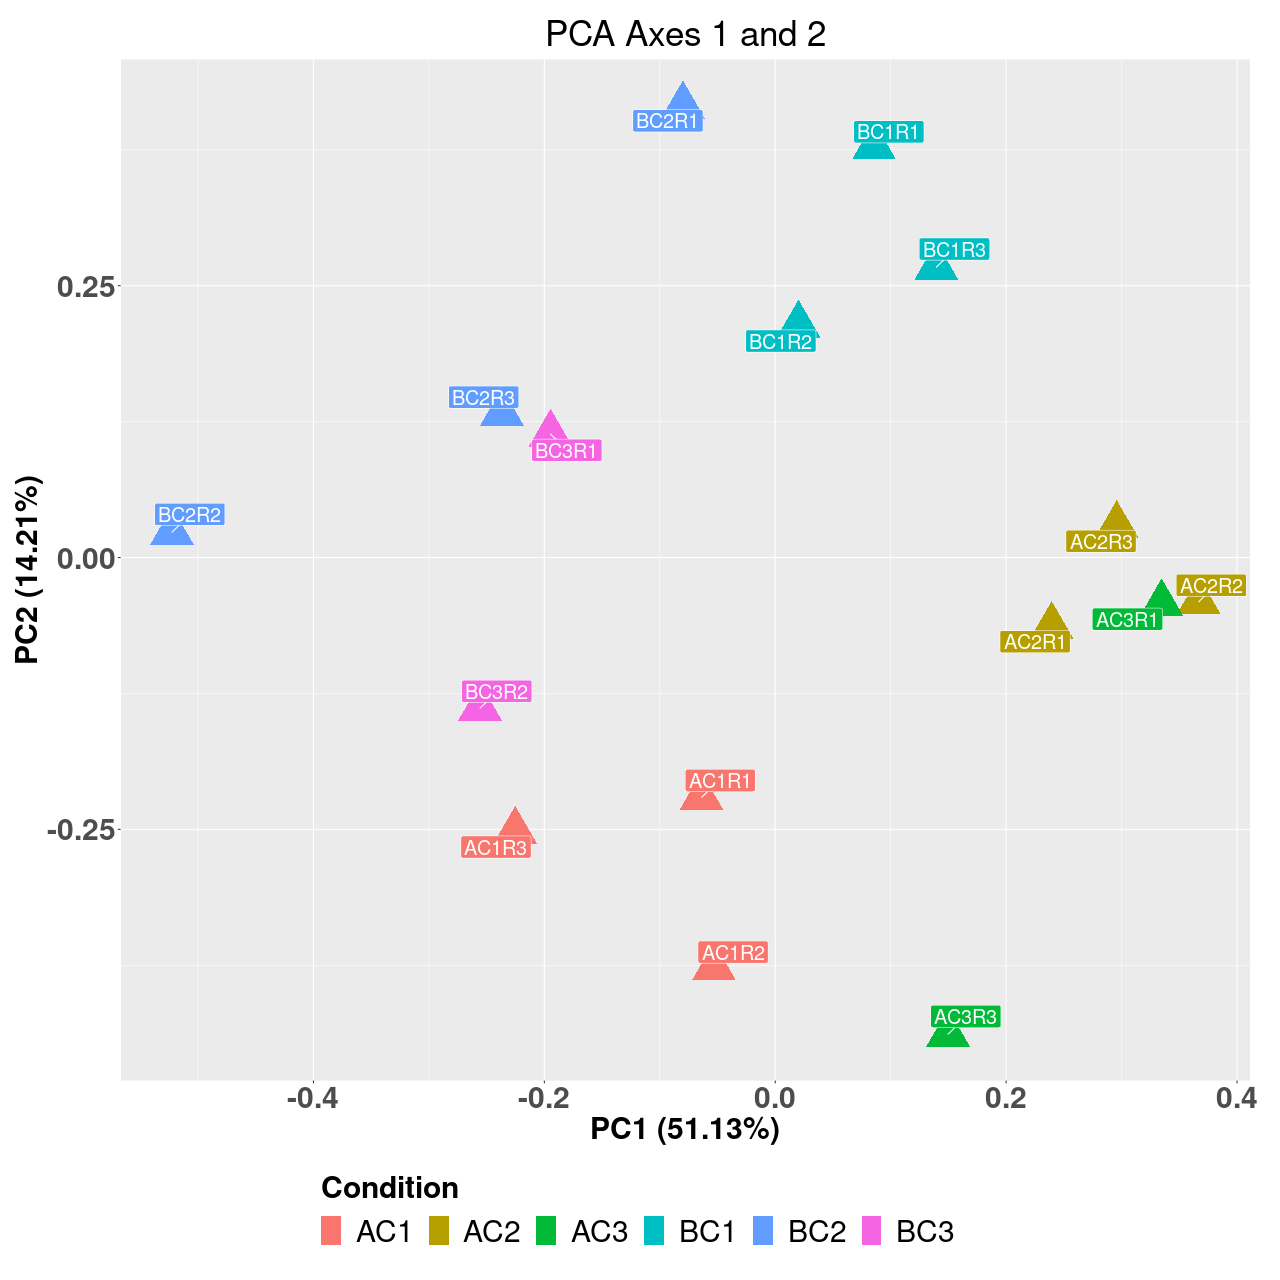 PCA Axes 1 and 2
BC2R1
BC1R1
BC1R3
0.25
BC1R2
BC2R3
BC3R1
BC2R2
AC2R3
0.00
AC2R2
AC3R1
AC2R1
PC2 (14.21%)
BC3R2
AC1R1
-0.25
AC1R3
AC1R2
AC3R3
-0.4 -0.2 0.0 0.2 0.4
PC1 (51.13%)
Condition
AC1 AC2 AC3 BC1 BC2 BC3